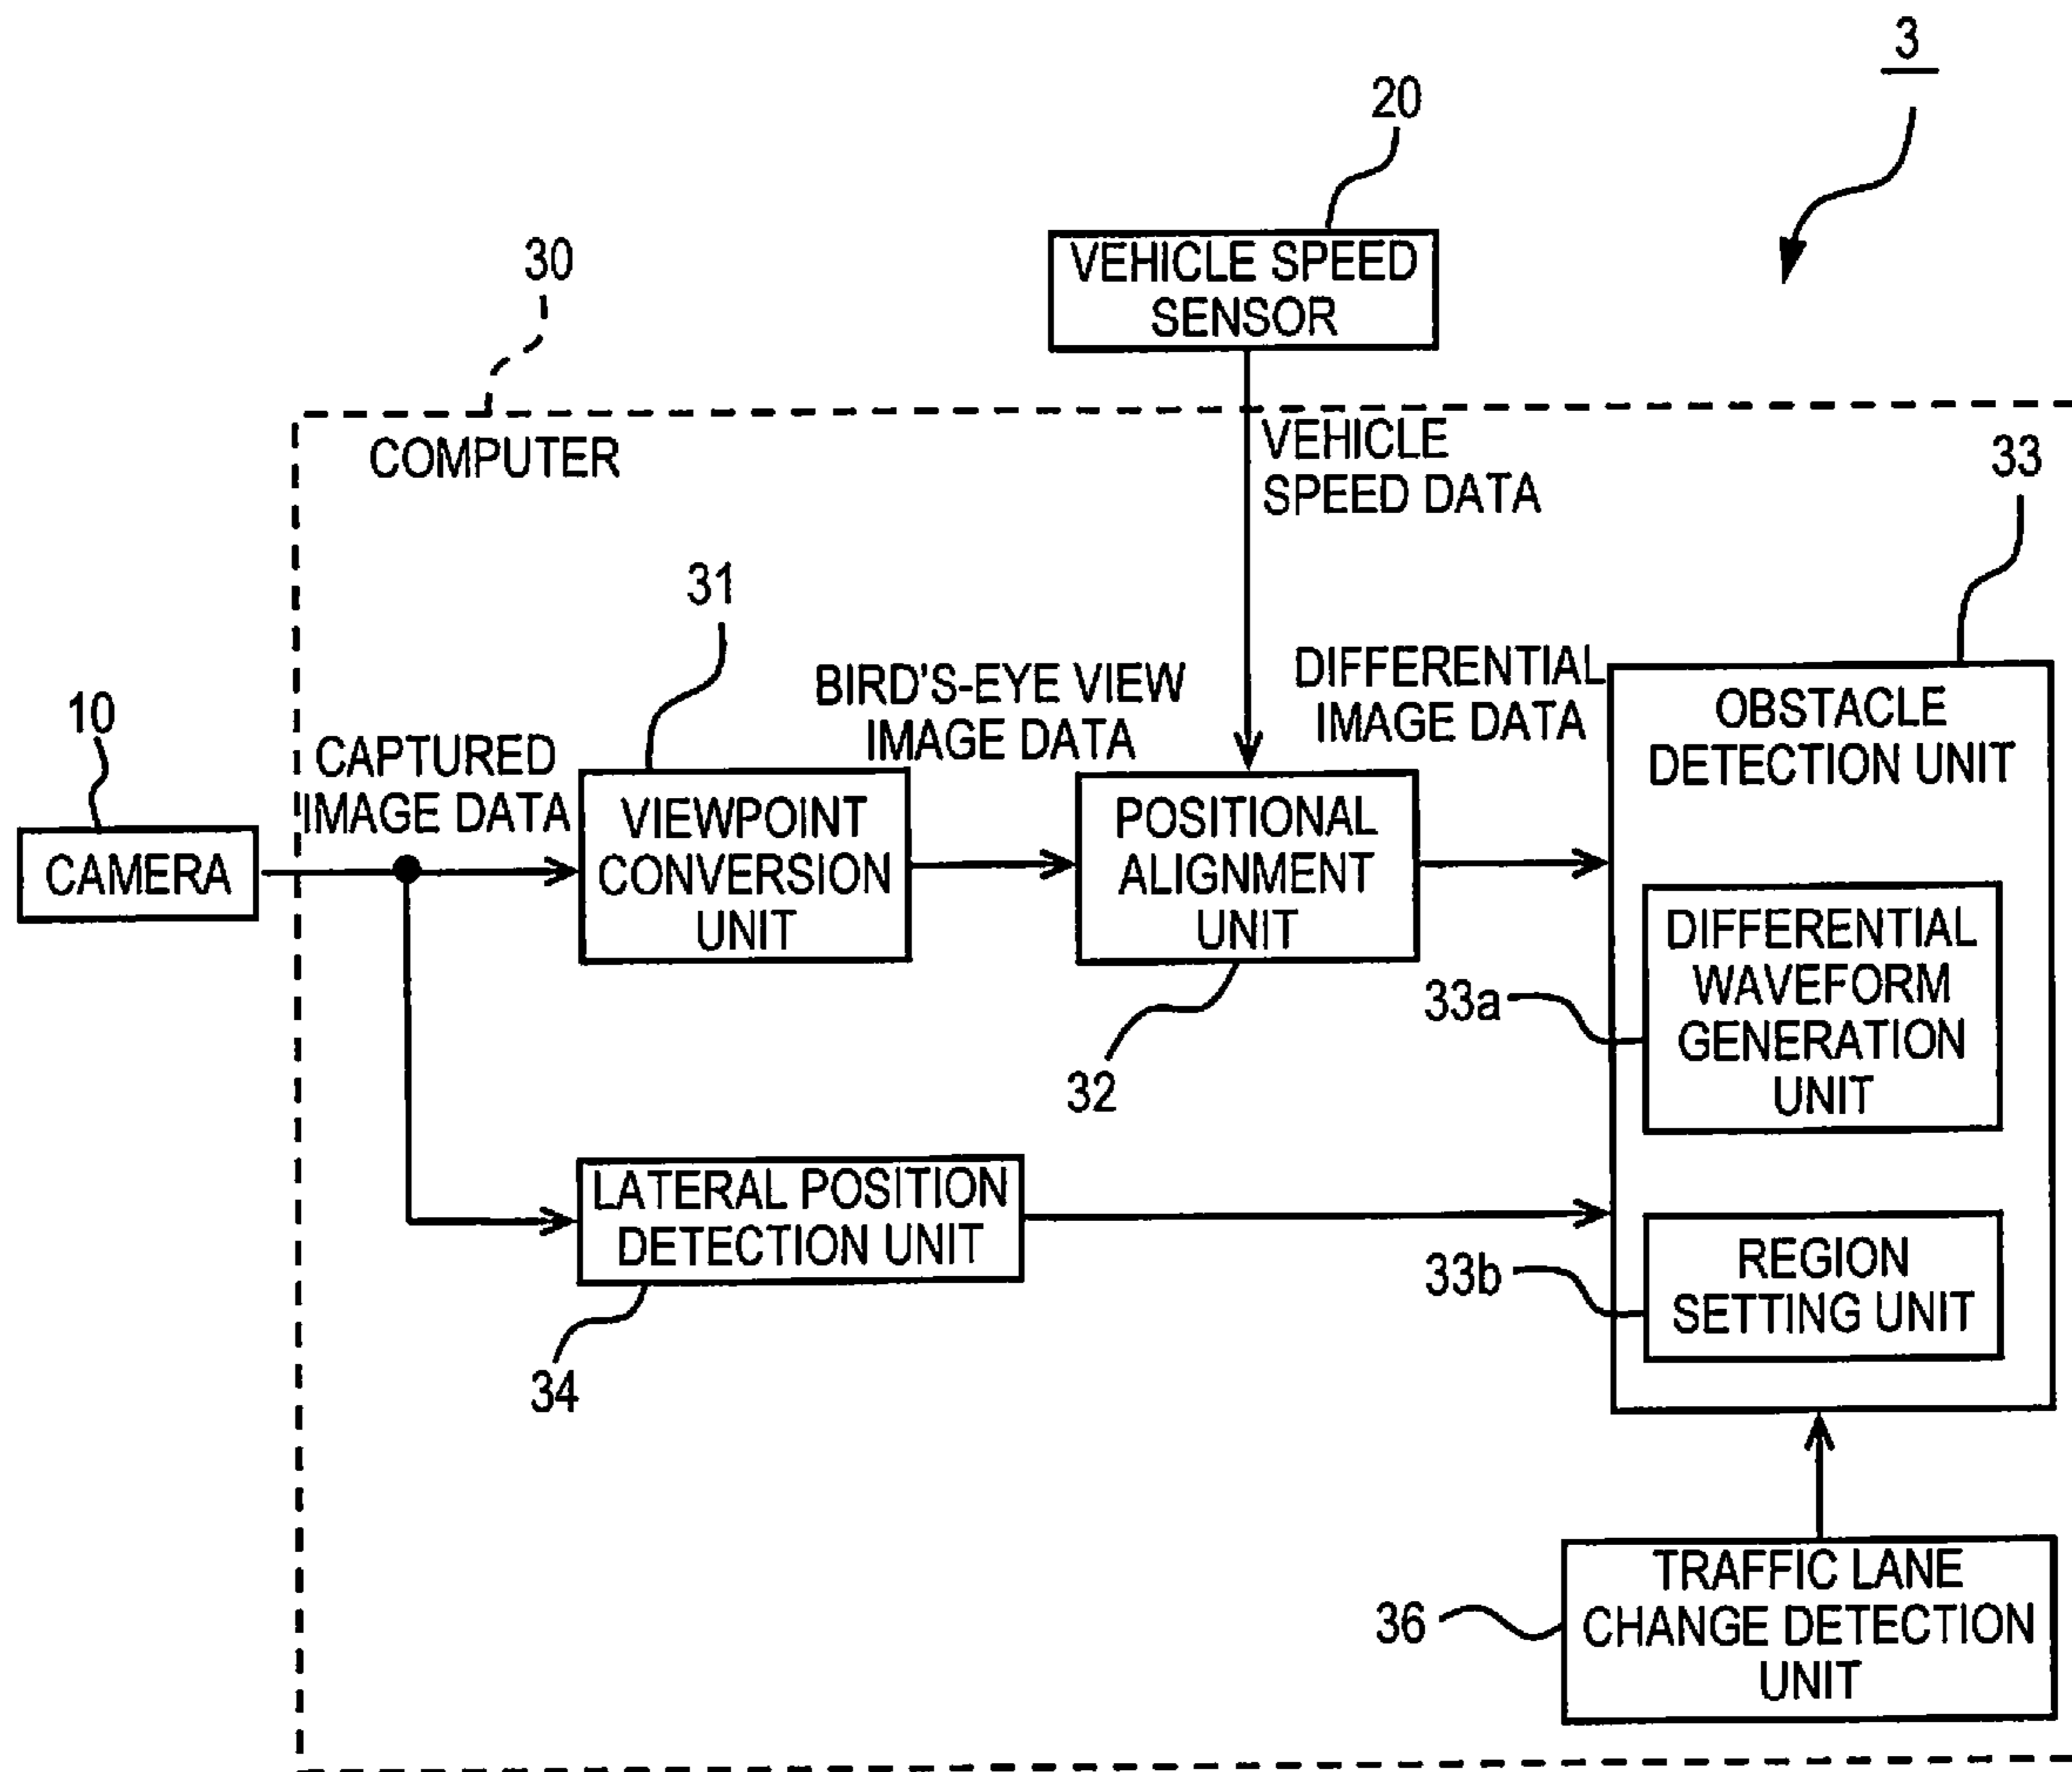 3
20
VEHICLE SPEED
SENSOR
30
COMPUTER
VEHICLE
SPEED DATA
33
31
BIRD'S-EYE VIEW
IMAGE DATA
DIFFERENTIAL
IMAGE DATA
OBSTACLE
DETECTION UNIT
10
CAPTURED
IMAGE DATA
CAMERA
VIEWPOINT
CONVERSION
UNIT
POSITIONAL
ALIGNMENT
UNIT
DIFFERENTIAL
WAVEFORM
GENERATION
UNIT
33a
32
LATERAL POSITION
DETECTION UNIT
33b
REGION
SETTING UNIT
34
36
TRAFFIC LANE
CHANGE DETECTION
UNIT